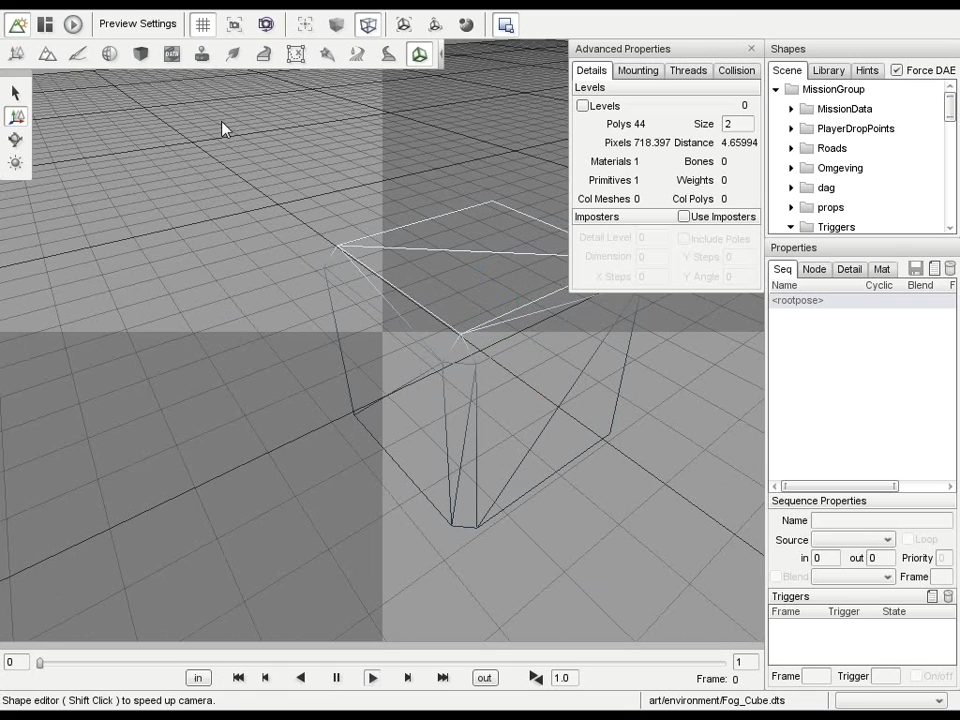 Preview Settings
Advanced Properties
Details Mounting Threads Collision
Levels
Levels 0
Polys 44 Size 2
Pixels 718.397 Distance 4.65994
Materials 1 Bones 0
Primitives 1 Weights 0
Col Meshes 0 Col Polys 0
Imposters Use Imposters
Detail Level 0 Include Poles
Dimension 0 Y Steps 0
X Steps 0 Y Angle 0
Shapes
Scene Library Hints Force DAE
MissionGroup
MissionData
PlayerDropPoints
Roads
Omgeving
dag
props
Triggers
Properties
Seq Node Detail Mat
Name Cyclic Blend F
<rootpose>
Sequence Properties
Name
Source Loop
in 0 out 0 Priority 0
Blend Frame
Triggers
Frame Trigger State
Frame Trigger On/off
0 1
in out 1.0 Frame: 0
Shape editor ( Shift Click ) to speed up camera. art/environment/Fog_Cube.dts